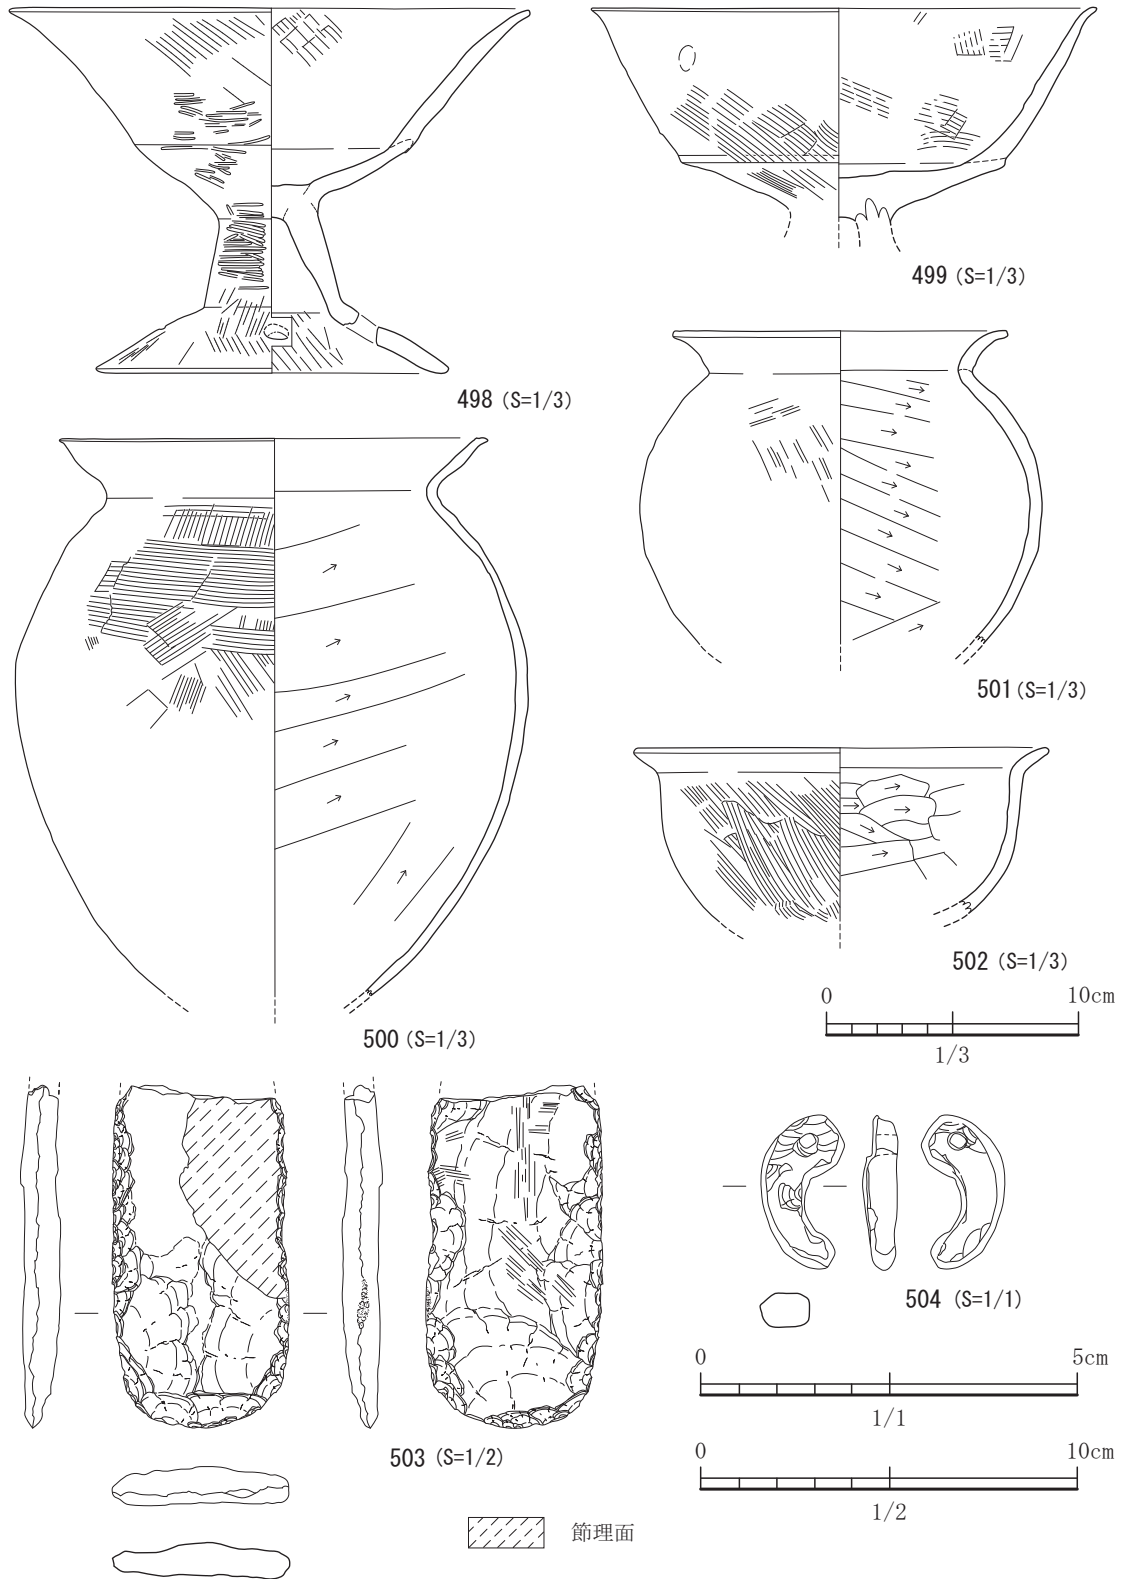 498 (S=1/3)
499 (S=1/3)
500 (S=1/3)
501 (S=1/3)
502 (S=1/3)
0 10cm
1/3
503 (S=1/2)
504 (S=1/1)
0 5cm
1/1
0 10cm
1/2
節理面